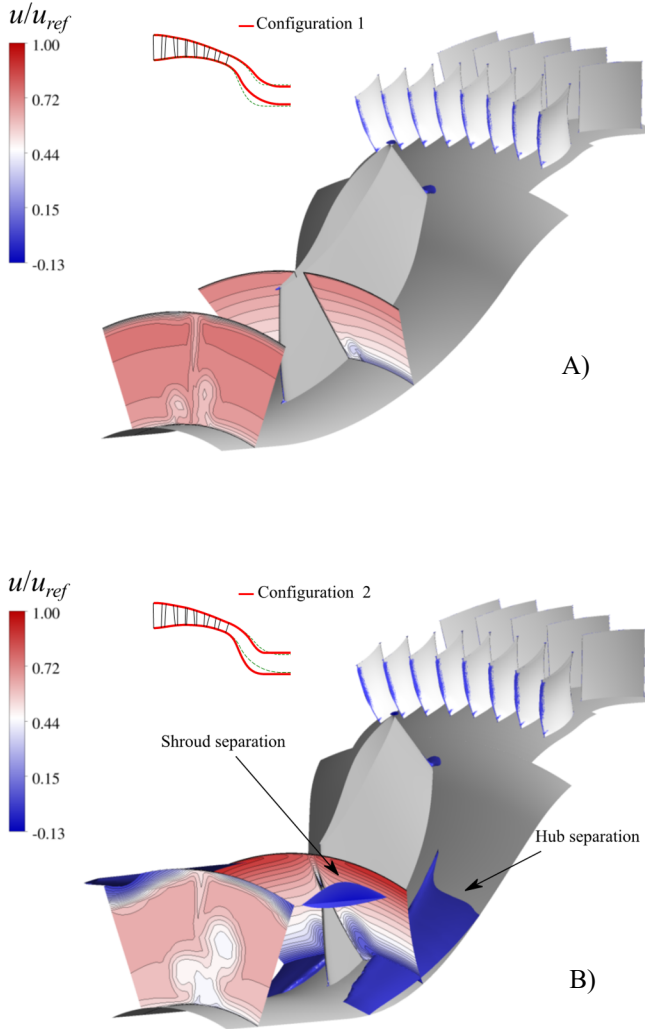 u/u_ref
Configuration 1
1.00
0.72
0.44
0.15
-0.13
A)
u/u_ref
Configuration 2
1.00
0.72
0.44
0.15
-0.13
Shroud separation
Hub separation
B)